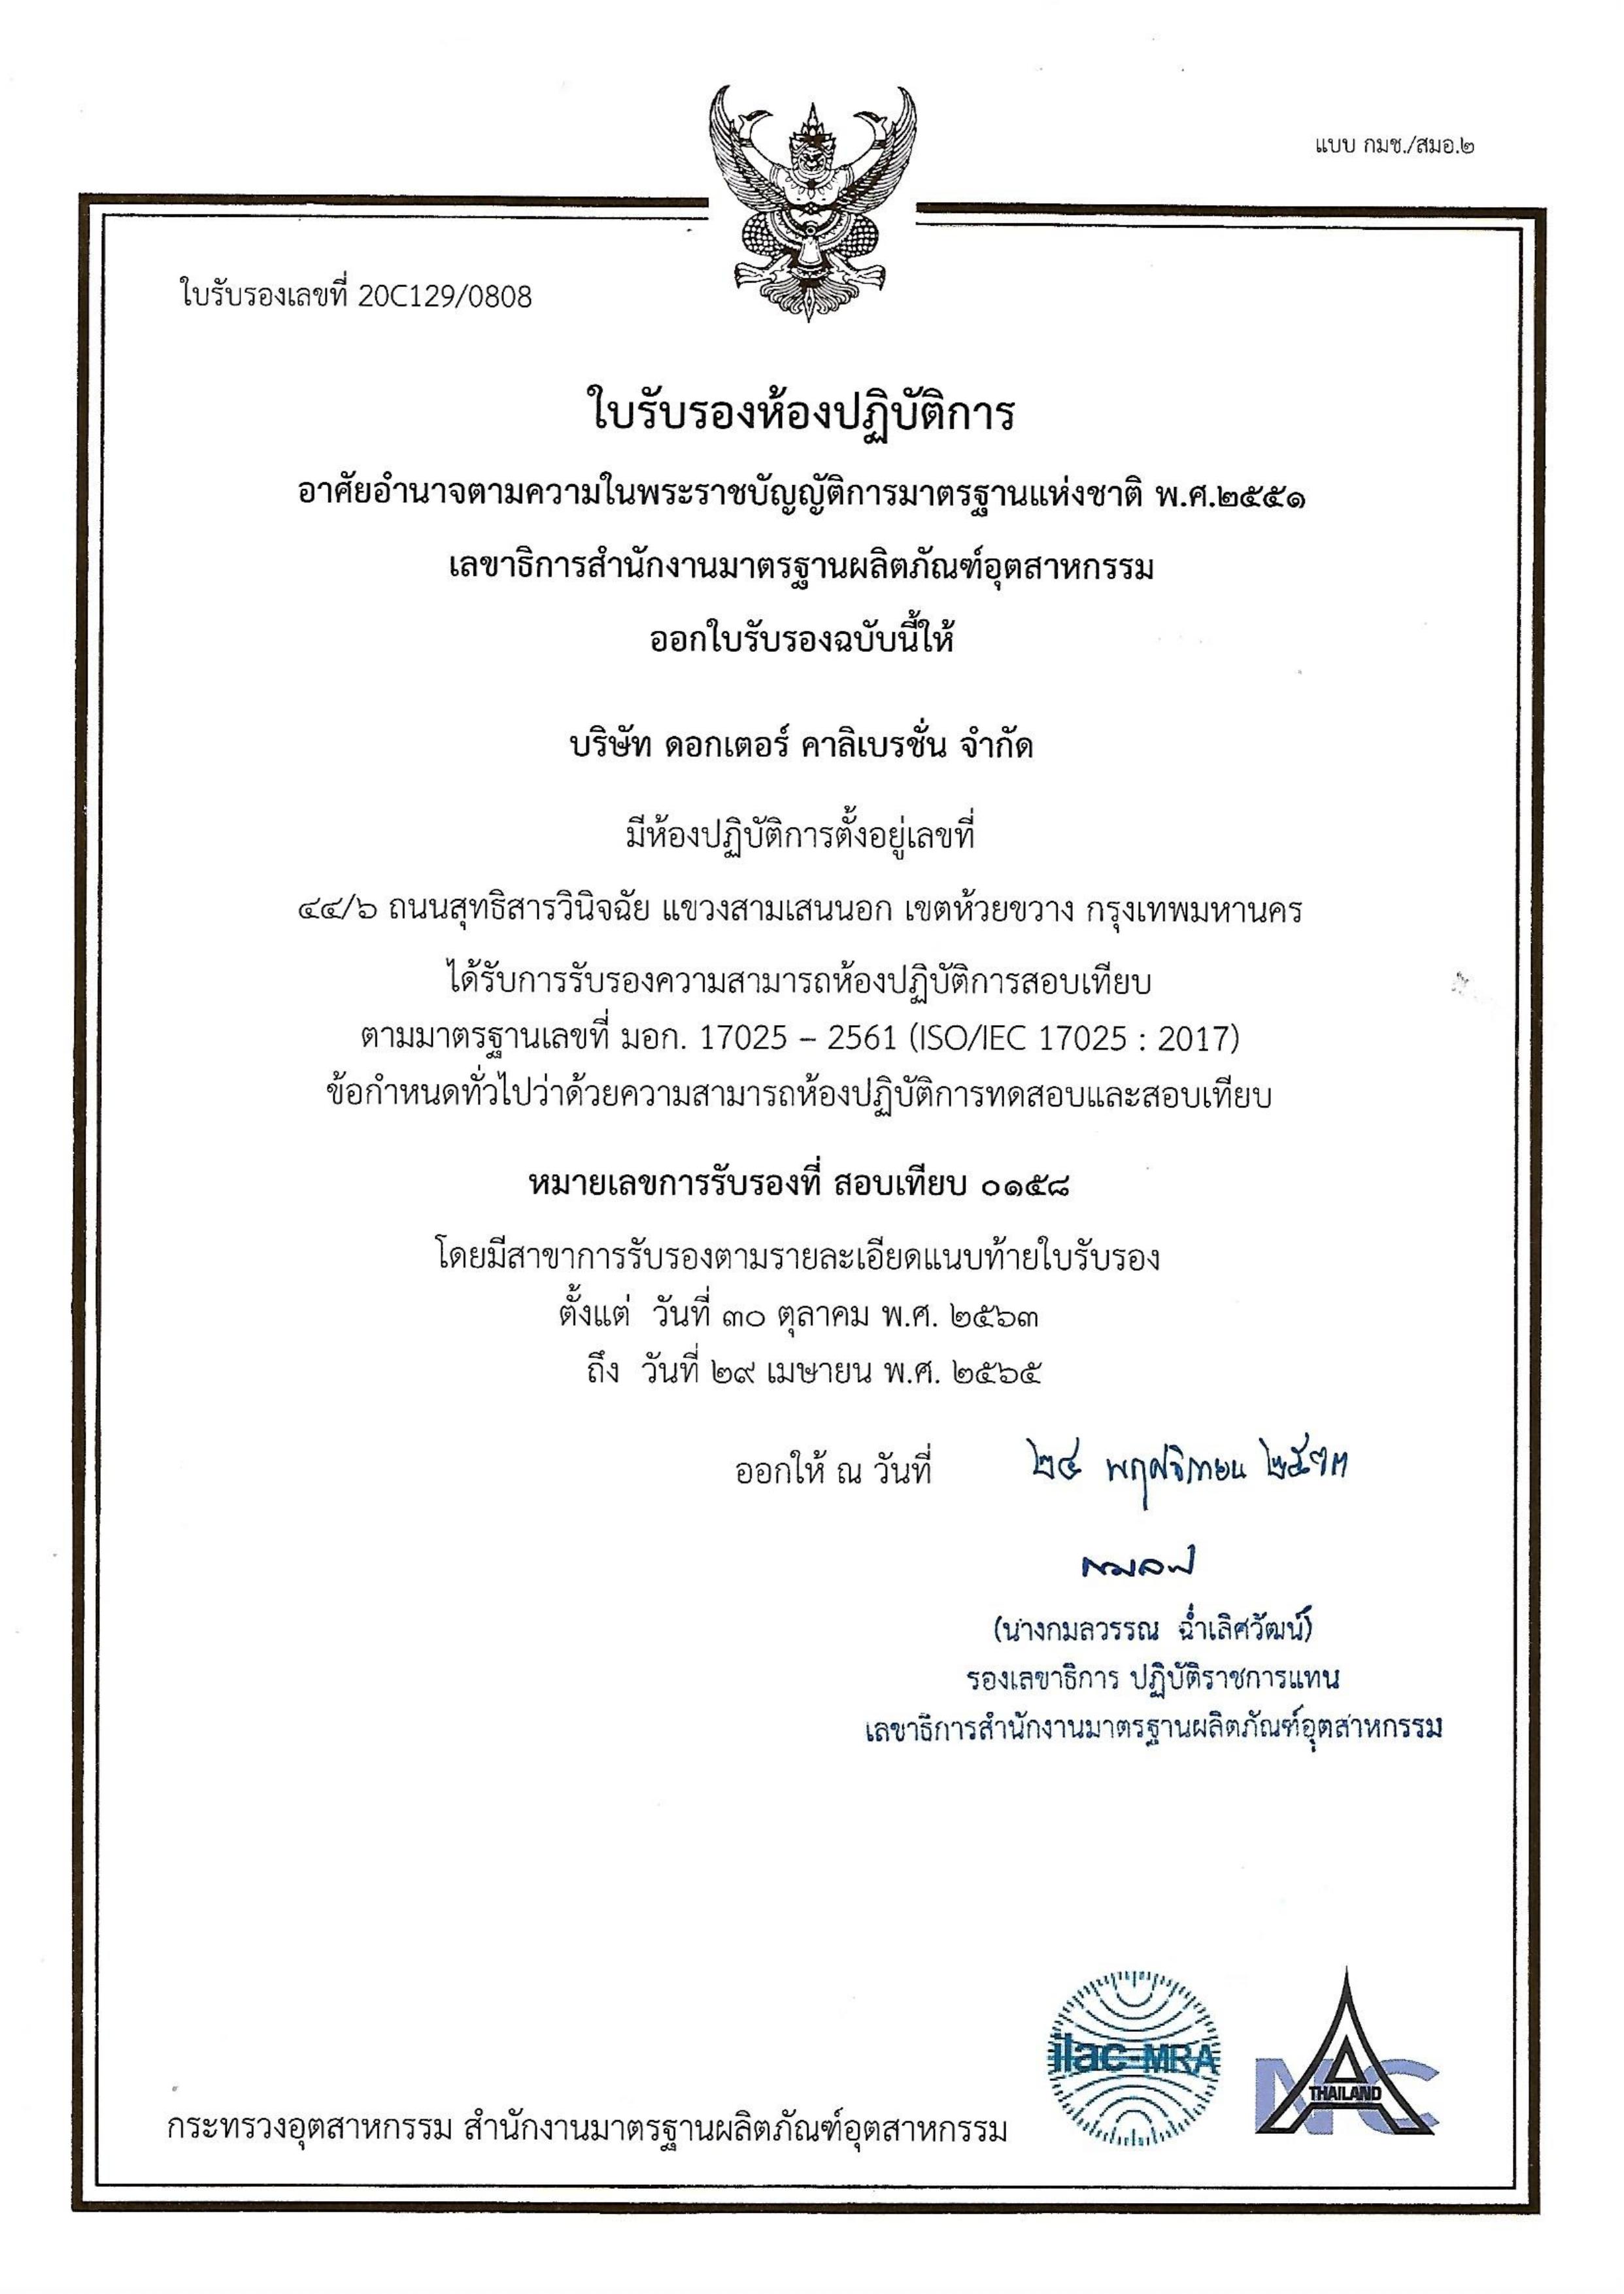 แบบ กมช./สมอ.๒
ใบรับรองเลขที่ 20C129/0808
ใบรับรองห้องปฏิบัติการ
อาศัยอำนาจตามความในพระราชบัญญัติการมาตรฐานแห่งชาติ พ.ศ.๒๕๕๑
เลขาธิการสำนักงานมาตรฐานผลิตภัณฑ์อุตสาหกรรม
ออกใบรับรองฉบับนี้ให้
บริษัท ดอกเตอร์ คาลิเบรชั่น จำกัด
มีห้องปฏิบัติการตั้งอยู่เลขที่
๔๔/๖ ถนนสุทธิสารวินิจฉัย แขวงสามเสนนอก เขตห้วยขวาง กรุงเทพมหานคร
ได้รับการรับรองความสามารถห้องปฏิบัติการสอบเทียบ
ตามมาตรฐานเลขที่ มอก. 17025 – 2561 (ISO/IEC 17025 : 2017)
ข้อกำหนดทั่วไปว่าด้วยความสามารถห้องปฏิบัติการทดสอบและสอบเทียบ
หมายเลขการรับรองที่ สอบเทียบ ๐๑๕๘
โดยมีสาขาการรับรองตามรายละเอียดแนบท้ายใบรับรอง
ตั้งแต่ วันที่ ๓๐ ตุลาคม พ.ศ. ๒๕๖๓
ถึง วันที่ ๒๙ เมษายน พ.ศ. ๒๕๖๕
ออกให้ ณ วันที่ ๒๔ พฤศจิกายน ๒๕๖๓
(นางกมลวรรณ ฉ่ำเลิศวัฒน์)
รองเลขาธิการ ปฏิบัติราชการแทน
เลขาธิการสำนักงานมาตรฐานผลิตภัณฑ์อุตสาหกรรม
ilac-MRA
NAC
THAILAND
กระทรวงอุตสาหกรรม สำนักงานมาตรฐานผลิตภัณฑ์อุตสาหกรรม